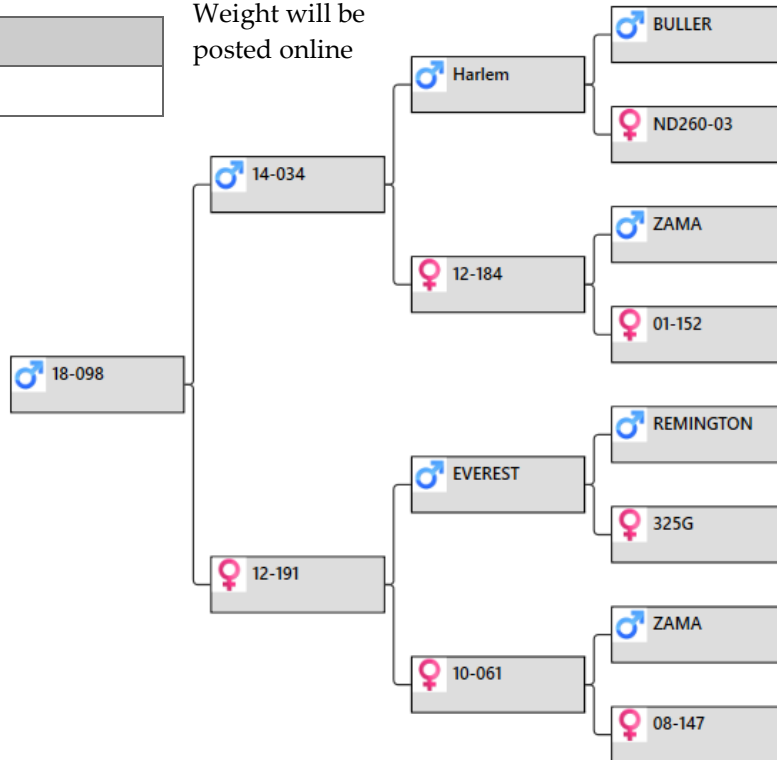 Weight will be
posted online
BULLER
Harlem
ND260-03
14-034
ZAMA
12-184
01-152
18-098
REMINGTON
EVEREST
325G
12-191
ZAMA
10-061
08-147